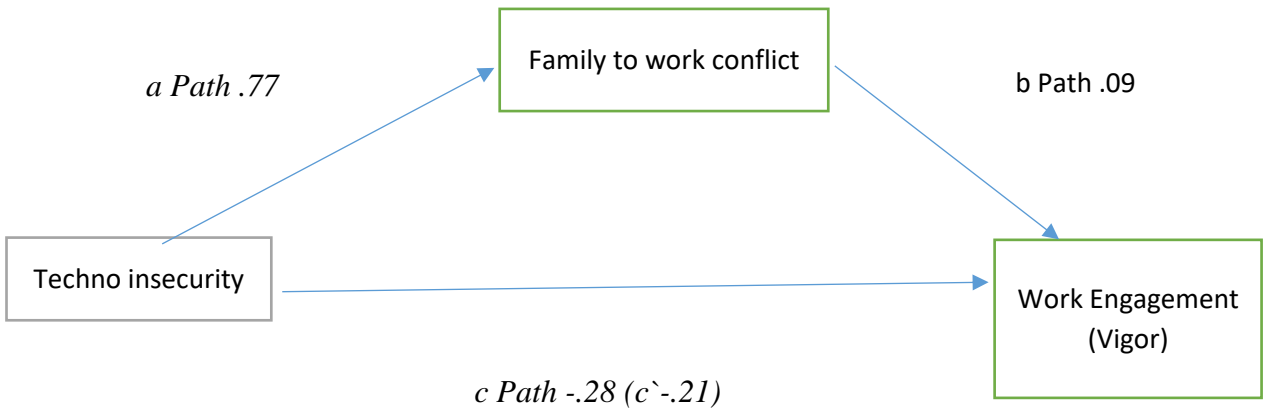 Family to work conflict
a Path .77
b Path .09
Techno insecurity
Work Engagement
(Vigor)
c Path -.28 (c`-.21)